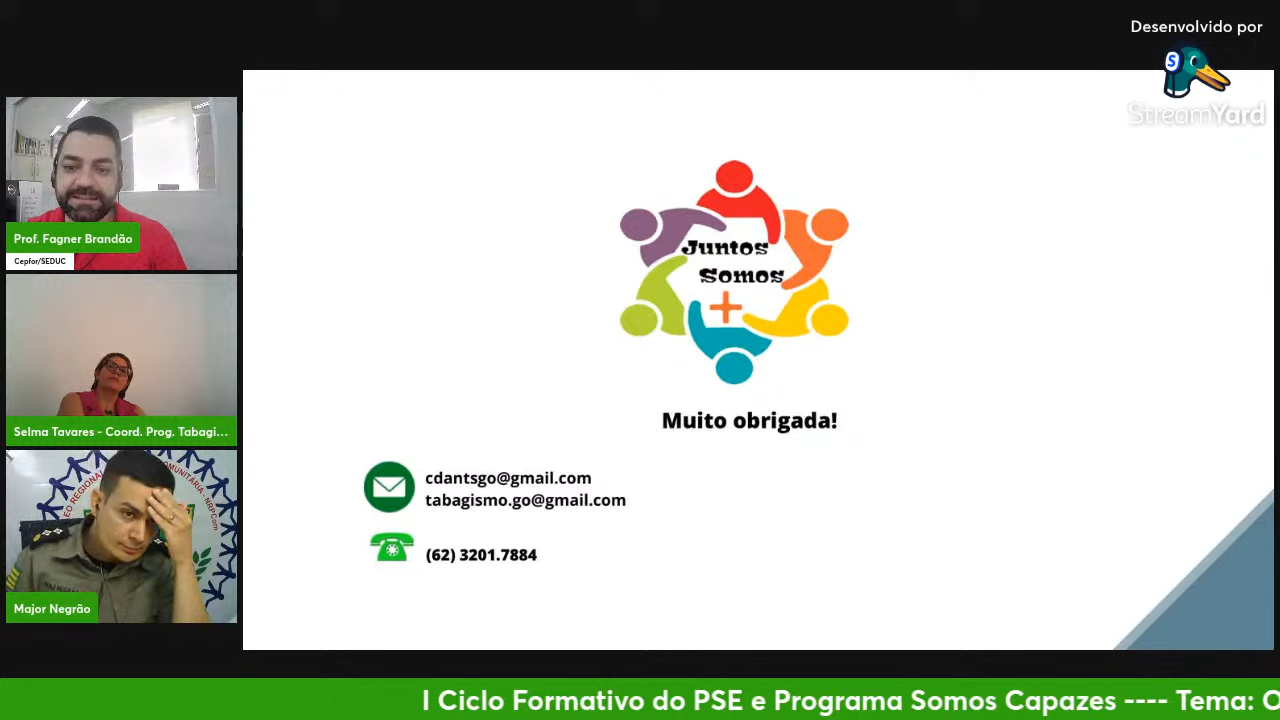 Desenvolvido por
StreamYard
Prof. Fagner Brandão
Cepfor/SEDUC
Selma Tavares - Coord. Prog. Tabagi...
Major Negrão
Juntos
Somos
+
Muito obrigada!
cdantsgo@gmail.com
tabagismo.go@gmail.com
(62) 3201.7884
I Ciclo Formativo do PSE e Programa Somos Capazes ---- Tema: